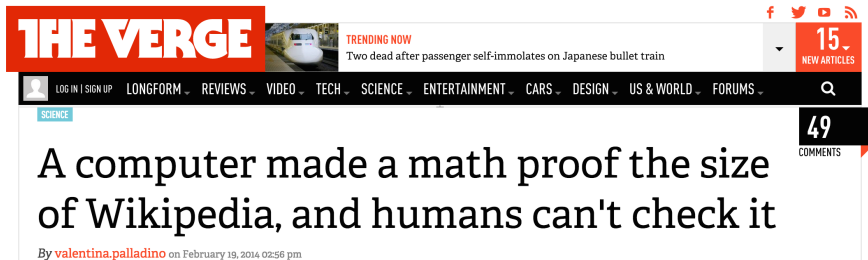 THE VERGE
TRENDING NOW
Two dead after passenger self-immolates on Japanese bullet train
15
NEW ARTICLES
LOG IN | SIGN UP LONGFORM REVIEWS VIDEO TECH SCIENCE ENTERTAINMENT CARS DESIGN US & WORLD FORUMS
SCIENCE
49
COMMENTS
A computer made a math proof the size
of Wikipedia, and humans can't check it
By valentina.palladino on February 19, 2014 02:56 pm